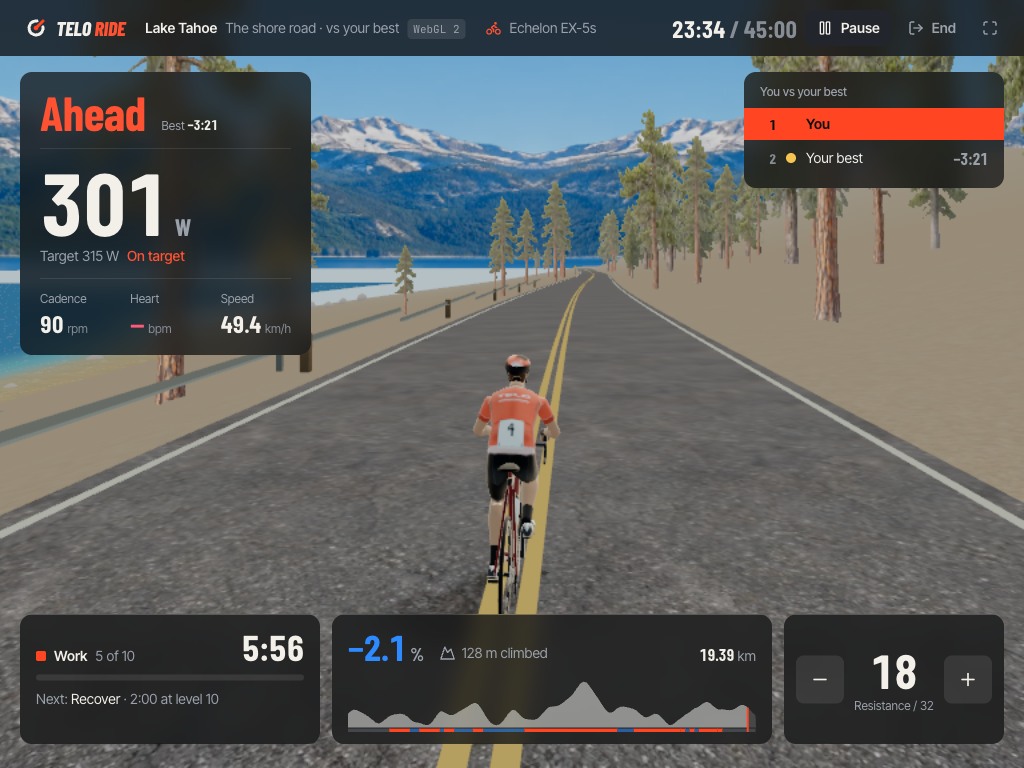 TELO RIDE
Lake Tahoe The shore road · vs your best WebGL 2 Echelon EX-5s
23:34 / 45:00 Pause End
Ahead Best −3:21
301 W
Target 315 W On target
Cadence Heart Speed
90 rpm – bpm 49.4 km/h
You vs your best
1 You
2 Your best −3:21
TELO
4
Work 5 of 10 5:56
Next: Recover · 2:00 at level 10
−2.1 % 128 m climbed 19.39 km
− 18 +
Resistance / 32